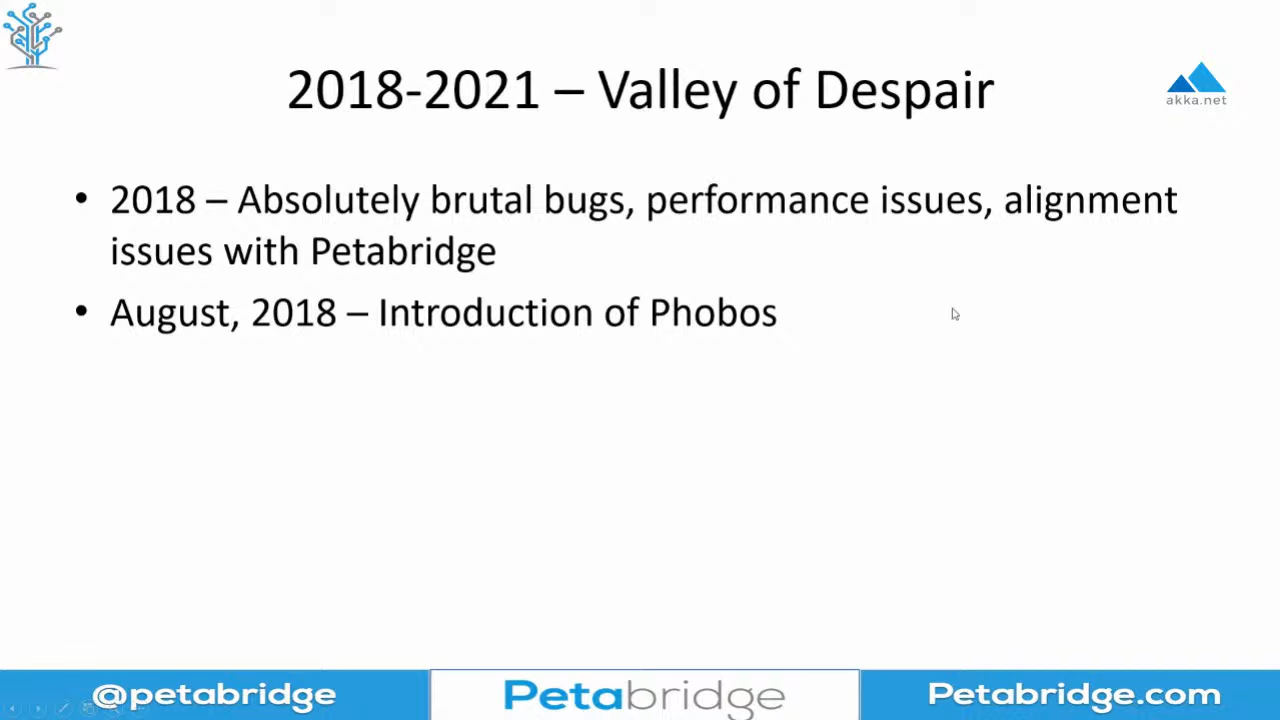 2018-2021 – Valley of Despair
akka.net
• 2018 – Absolutely brutal bugs, performance issues, alignment
issues with Petabridge
• August, 2018 – Introduction of Phobos
@petabridge
Petabridge
Petabridge.com